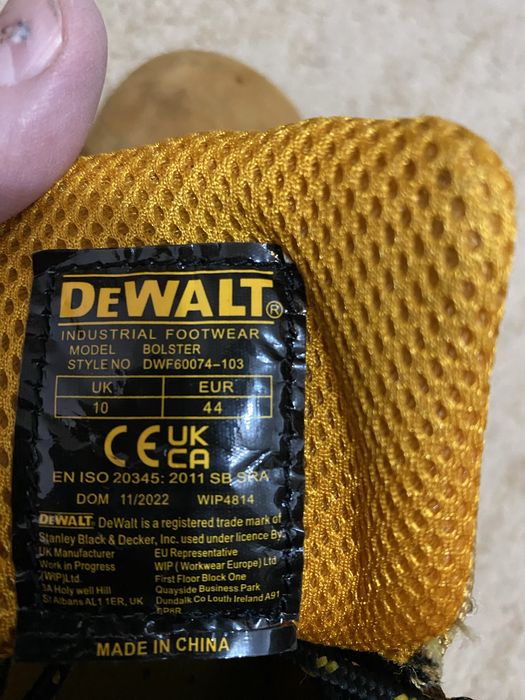 DEWALT®
INDUSTRIAL FOOTWEAR
MODEL BOLSTER
STYLE NO DWF60074-103
UK EUR
10 44
CE UK CA
EN ISO 20345: 2011 SB SRA
DOM 11/2022 WIP4814
DEWALT DeWalt is a registered trade mark of
Stanley Black & Decker, Inc. used under licence By:
UK Manufacturer EU Representative
Work in Progress WIP ( Workwear Europe) Ltd
(WIP)Ltd. First Floor Block One
3A Holy well Hill Quayside Business Park
St Albans AL1 1ER, UK Dundalk Co Louth Ireland A91
MADE IN CHINA